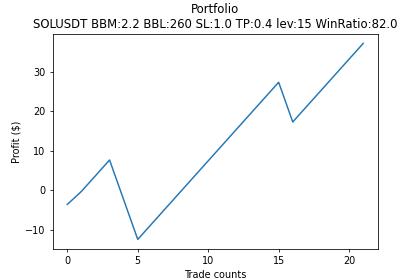 Portfolio
SOLUSDT BBM:2.2 BBL:260 SL:1.0 TP:0.4 lev:15 WinRatio:82.0
Profit ($)
30
20
10
0
−10
0 5 10 15 20
Trade counts